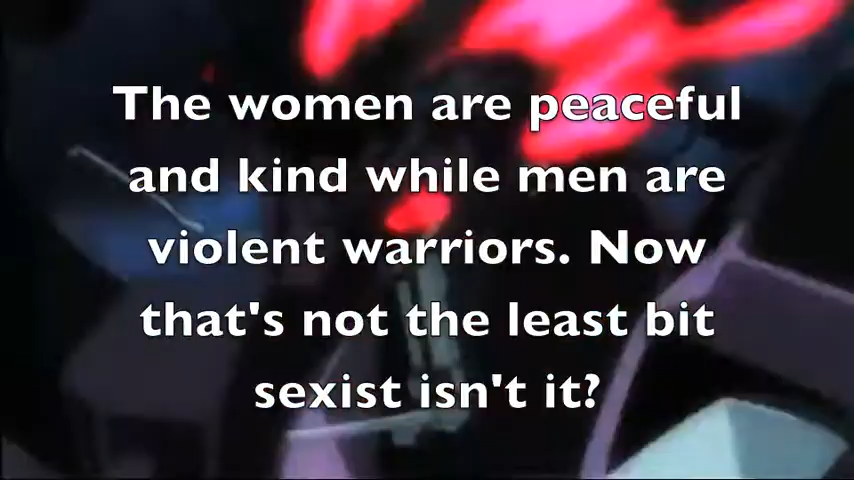 The women are peaceful
and kind while men are
violent warriors. Now
that's not the least bit
sexist isn't it?